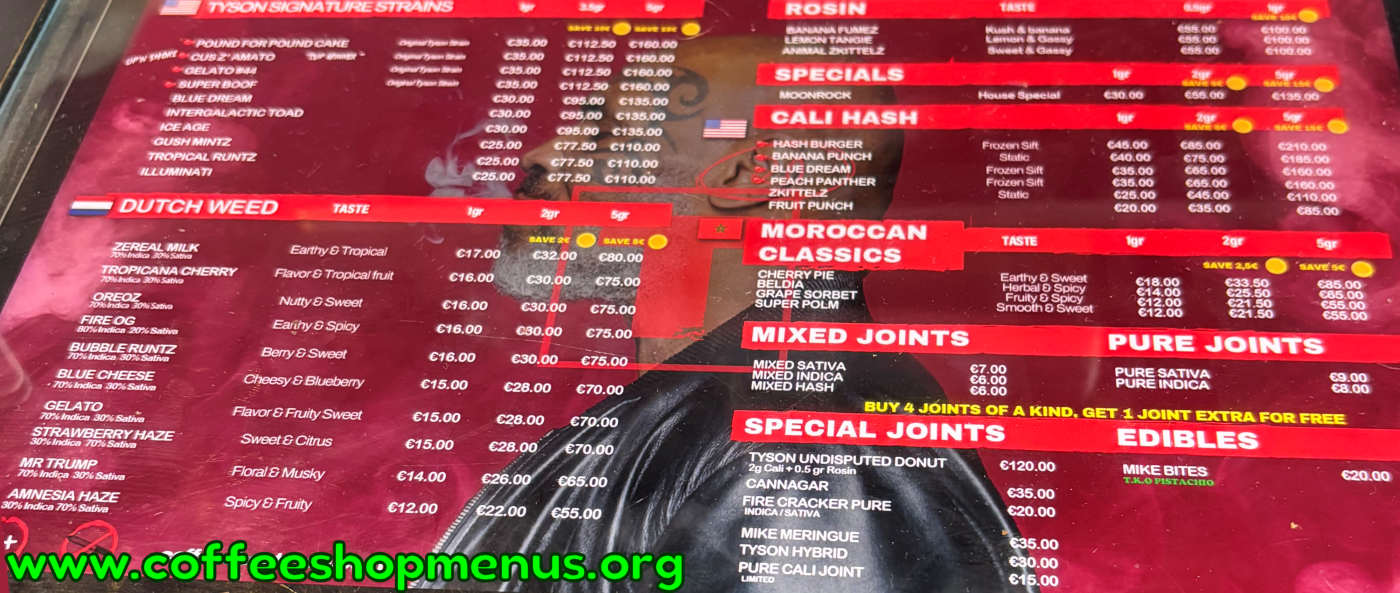 TYSON SIGNATURE STRAINS 1gr 3.5gr 5gr
SAVE 10€ SAVE 15€
POUND FOR POUND CAKE Original Tyson Strain €35.00 €112.50 €160.00
CUS Z' AMATO Original Tyson Strain €35.00 €112.50 €160.00
GELATO #44 Original Tyson Strain €35.00 €112.50 €160.00
SUPER BOOF Original Tyson Strain €35.00 €112.50 €160.00
BLUE DREAM €30.00 €95.00 €135.00
INTERGALACTIC TOAD €30.00 €95.00 €135.00
ICE AGE €30.00 €95.00 €135.00
GUSH MINTZ €25.00 €77.50 €110.00
TROPICAL RUNTZ €25.00 €77.50 €110.00
ILLUMINATI €25.00 €77.50 €110.00
DUTCH WEED TASTE 1gr 2gr 5gr
SAVE 2€ SAVE 5€
ZEREAL MILK Earthy & Tropical €17.00 €32.00 €80.00
70% Indica 30% Sativa
TROPICANA CHERRY Flavor & Tropical fruit €16.00 €30.00 €75.00
70% Indica 30% Sativa
OREOZ Nutty & Sweet €16.00 €30.00 €75.00
70% Indica 30% Sativa
FIRE OG Earthy & Spicy €16.00 €30.00 €75.00
80% Indica 20% Sativa
BUBBLE RUNTZ Berry & Sweet €16.00 €30.00 €75.00
70% Indica 30% Sativa
BLUE CHEESE Cheesy & Blueberry €15.00 €28.00 €70.00
70% Indica 30% Sativa
GELATO Flavor & Fruity Sweet €15.00 €28.00 €70.00
70% Indica 30% Sativa
STRAWBERRY HAZE Sweet & Citrus €15.00 €28.00 €70.00
30% Indica 70% Sativa
MR TRUMP Floral & Musky €14.00 €26.00 €65.00
70% Indica 30% Sativa
AMNESIA HAZE Spicy & Fruity €12.00 €22.00 €55.00
30% Indica 70% Sativa
ROSIN TASTE 0.5gr 1gr
SAVE 10€
BANANA FUMEZ Kush & banana €55.00 €100.00
LEMON TANGIE Lemon & Gassy €55.00 €100.00
ANIMAL ZKITTELZ Sweet & Gassy €55.00 €100.00
SPECIALS 1gr 2gr 5gr
SAVE 5€ SAVE 15€
MOONROCK House Special €30.00 €55.00 €135.00
CALI HASH 1gr 2gr 5gr
SAVE 5€ SAVE 15€
HASH BURGER Frozen Sift €45.00 €85.00 €210.00
BANANA PUNCH Static €40.00 €75.00 €185.00
BLUE DREAM Frozen Sift €35.00 €65.00 €160.00
PEACH PANTHER Frozen Sift €35.00 €65.00 €160.00
ZKITTELZ Static €25.00 €45.00 €110.00
FRUIT PUNCH €20.00 €35.00 €85.00
MOROCCAN
CLASSICS TASTE 1gr 2gr 5gr
SAVE 2,5€ SAVE 5€
CHERRY PIE Earthy & Sweet €18.00 €33.50 €85.00
BELDIA Herbal & Spicy €14.00 €25.50 €65.00
GRAPE SORBET Fruity & Spicy €12.00 €21.50 €55.00
SUPER POLM Smooth & Sweet €12.00 €21.50 €55.00
MIXED JOINTS PURE JOINTS
MIXED SATIVA €7.00 PURE SATIVA €9.00
MIXED INDICA €6.00 PURE INDICA €8.00
MIXED HASH €6.00
BUY 4 JOINTS OF A KIND, GET 1 JOINT EXTRA FOR FREE
SPECIAL JOINTS EDIBLES
TYSON UNDISPUTED DONUT €120.00 MIKE BITES €20.00
2g Cali + 0.5 gr Rosin T.K.O PISTACHIO
CANNAGAR €35.00
FIRE CRACKER PURE €20.00
INDICA / SATIVA
MIKE MERINGUE €35.00
TYSON HYBRID €30.00
PURE CALI JOINT €15.00
LIMITED
www.coffeeshopmenus.org